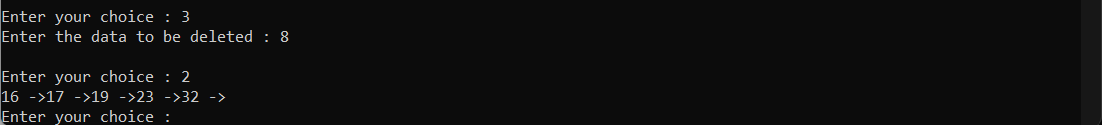 Enter your choice : 3
Enter the data to be deleted : 8
Enter your choice : 2
16 ->17 ->19 ->23 ->32 ->
Enter your choice :